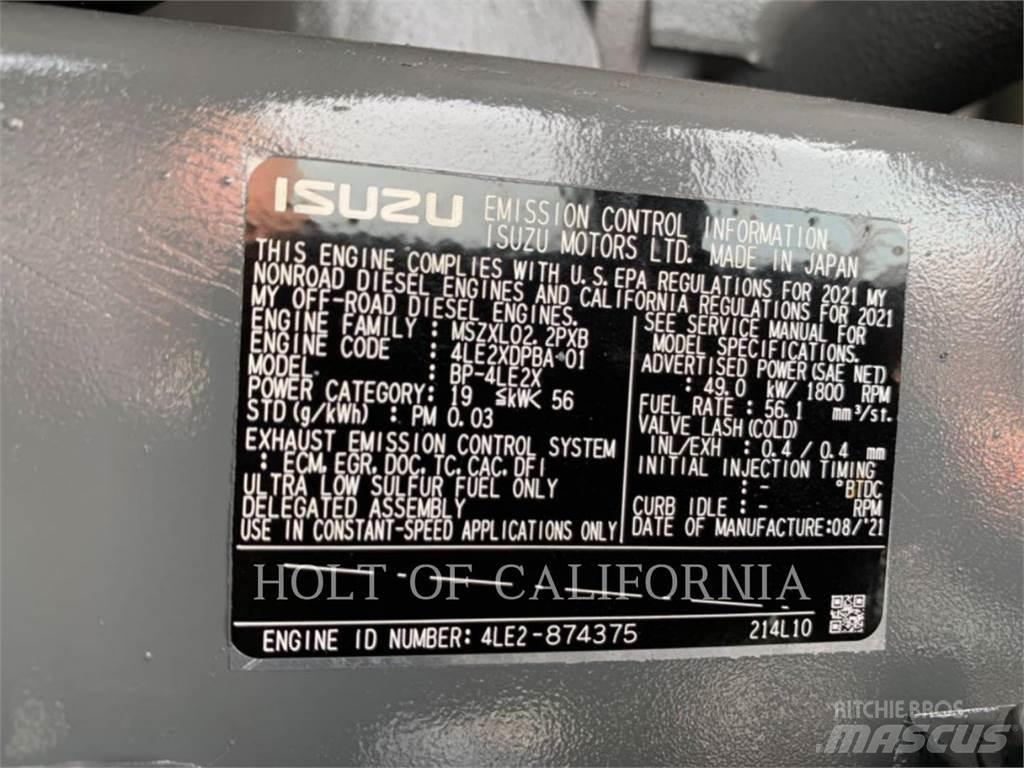 ISUZU EMISSION CONTROL INFORMATION
ISUZU MOTORS LTD. MADE IN JAPAN
THIS ENGINE COMPLIES WITH U.S. EPA REGULATIONS FOR 2021 MY
NONROAD DIESEL ENGINES AND CALIFORNIA REGULATIONS FOR 2021
MY OFF-ROAD DIESEL ENGINES.
ENGINE FAMILY : MSZXL02. 2PXB
ENGINE CODE : 4LE2XDPBA-01
MODEL : BP-4LE2X
POWER CATEGORY: 19 ≦kW< 56
STD (g/kWh) : PM 0.03
EXHAUST EMISSION CONTROL SYSTEM
: ECM, EGR, DOC, TC, CAC, DFI
ULTRA LOW SULFUR FUEL ONLY
DELEGATED ASSEMBLY
USE IN CONSTANT-SPEED APPLICATIONS ONLY
SEE SERVICE MANUAL FOR
MODEL SPECIFICATIONS.
ADVERTISED POWER (SAE NET)
: 49.0 kW/ 1800 RPM
FUEL RATE : 56.1 mm³/st.
VALVE LASH (COLD)
INL/EXH : 0.4 / 0.4 mm
INITIAL INJECTION TIMING
: - °BTDC
CURB IDLE : - RPM
DATE OF MANUFACTURE:08/'21
HOLT OF CALIFORNIA
ENGINE ID NUMBER: 4LE2-874375 214L10
RITCHIE BROS.
MASCUS